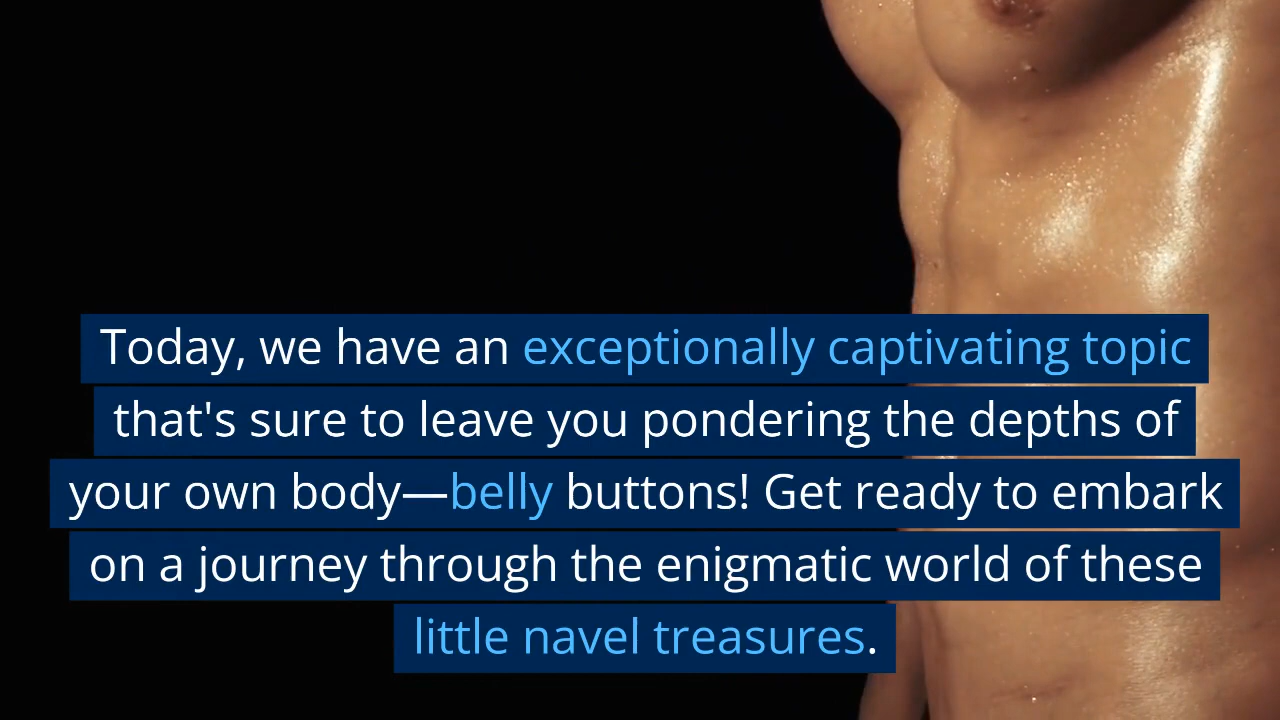 Today, we have an exceptionally captivating topic
that's sure to leave you pondering the depths of
your own body—belly buttons! Get ready to embark
on a journey through the enigmatic world of these
little navel treasures.